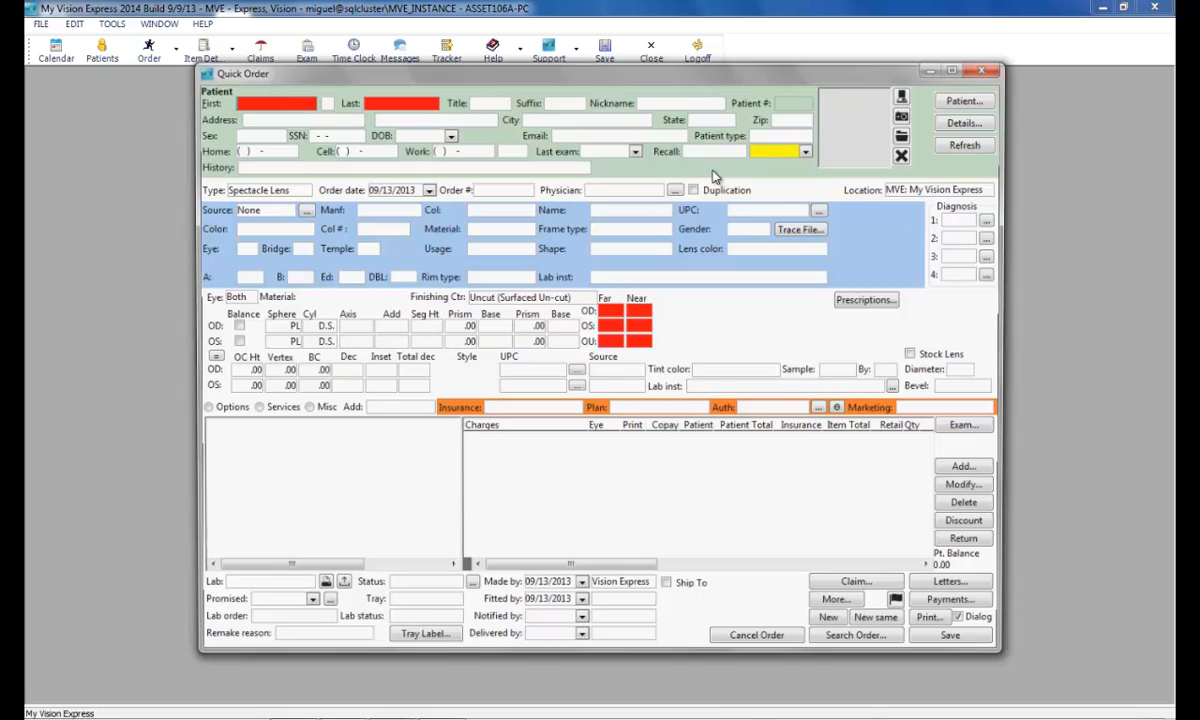 My Vision Express 2014 Build 9/9/13 - MVE - Express, Vision - miguel@sqlcluster\MVE_INSTANCE - ASSET106A-PC
FILE EDIT TOOLS WINDOW HELP
Calendar Patients Order Item Det... Claims Exam Time Clock Messages Tracker Help Support Save Close Logoff
Quick Order
Patient
First: Last: Title: Suffix: Nickname: Patient #: Patient...
Address: City State: Zip: Details...
Sex: SSN: - - DOB: Email: Patient type: Refresh
Home: ( ) - Cell: ( ) - Work: ( ) - Last exam: Recall:
History:
Type: Spectacle Lens Order date: 09/13/2013 Order #: Physician: ... Duplication Location: MVE: My Vision Express
Source: None ... Manf: Col: Name: UPC: ... Diagnosis
Color: Col #: Material: Frame type: Gender: Trace File... 1: ...
Eye: Bridge: Temple: Usage: Shape: Lens color: 2: ...
3: ...
A: B: Ed: DBL: Rim type: Lab inst: 4: ...
Eye: Both Material: Finishing Ctr: Uncut (Surfaced Un-cut) Far Near Prescriptions...
Balance Sphere Cyl Axis Add Seg Ht Prism Base Prism Base OD:
OD: PL D.S. .00 .00 OS:
OS: PL D.S. .00 .00 OU:
= OC Ht Vertex BC Dec Inset Total dec Style UPC Source Stock Lens
OD: .00 .00 .00 ... Tint color: Sample: By: Diameter:
OS: .00 .00 .00 ... Lab inst: ... Bevel:
Options Services Misc Add: Insurance: Plan: Auth: ... Marketing:
Charges Eye Print Copay Patient Patient Total Insurance Item Total Retail Qty Exam...
Add...
Modify...
Delete
Discount
Return
Pt. Balance
0.00
Lab: Status: ... Made by: 09/13/2013 Vision Express Ship To Claim... Letters...
Promised: ... Tray: Fitted by: 09/13/2013 More... Payments...
Lab order: Lab status: Notified by: New New same Print... Dialog
Remake reason: Tray Label... Delivered by: Cancel Order Search Order... Save
My Vision Express